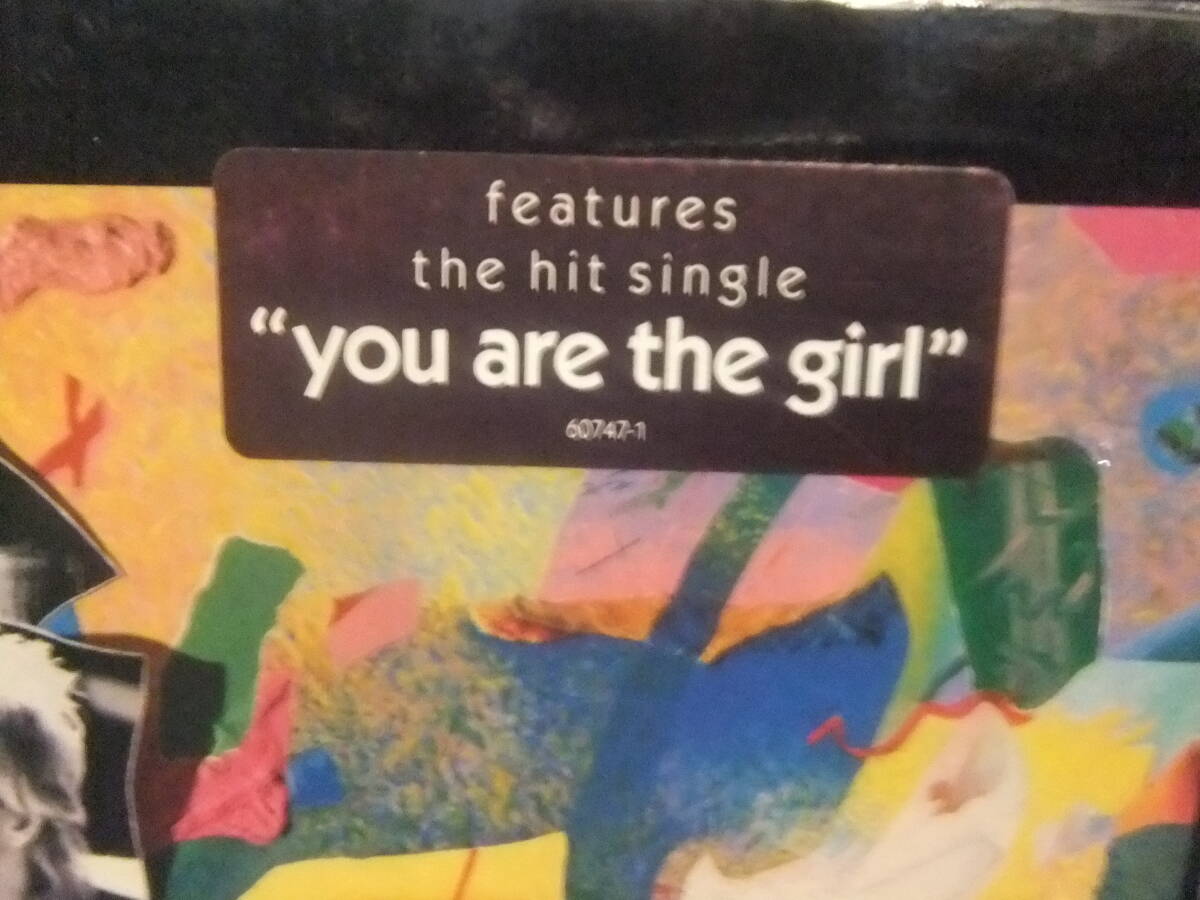 features
the hit single
“you are the girl”
60747-1